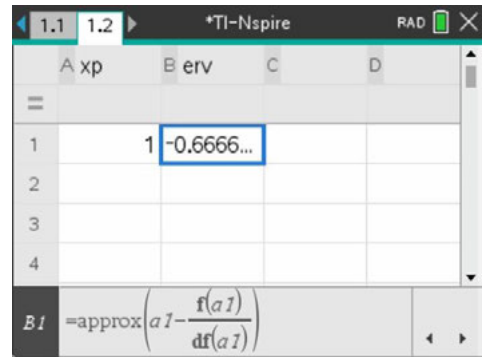 1.1 1.2 *TI-Nspire RAD
A xp B erv C D
=
1 1 -0.6666...
2
3
4
B1 =approx(a1-f(a1)/df(a1))